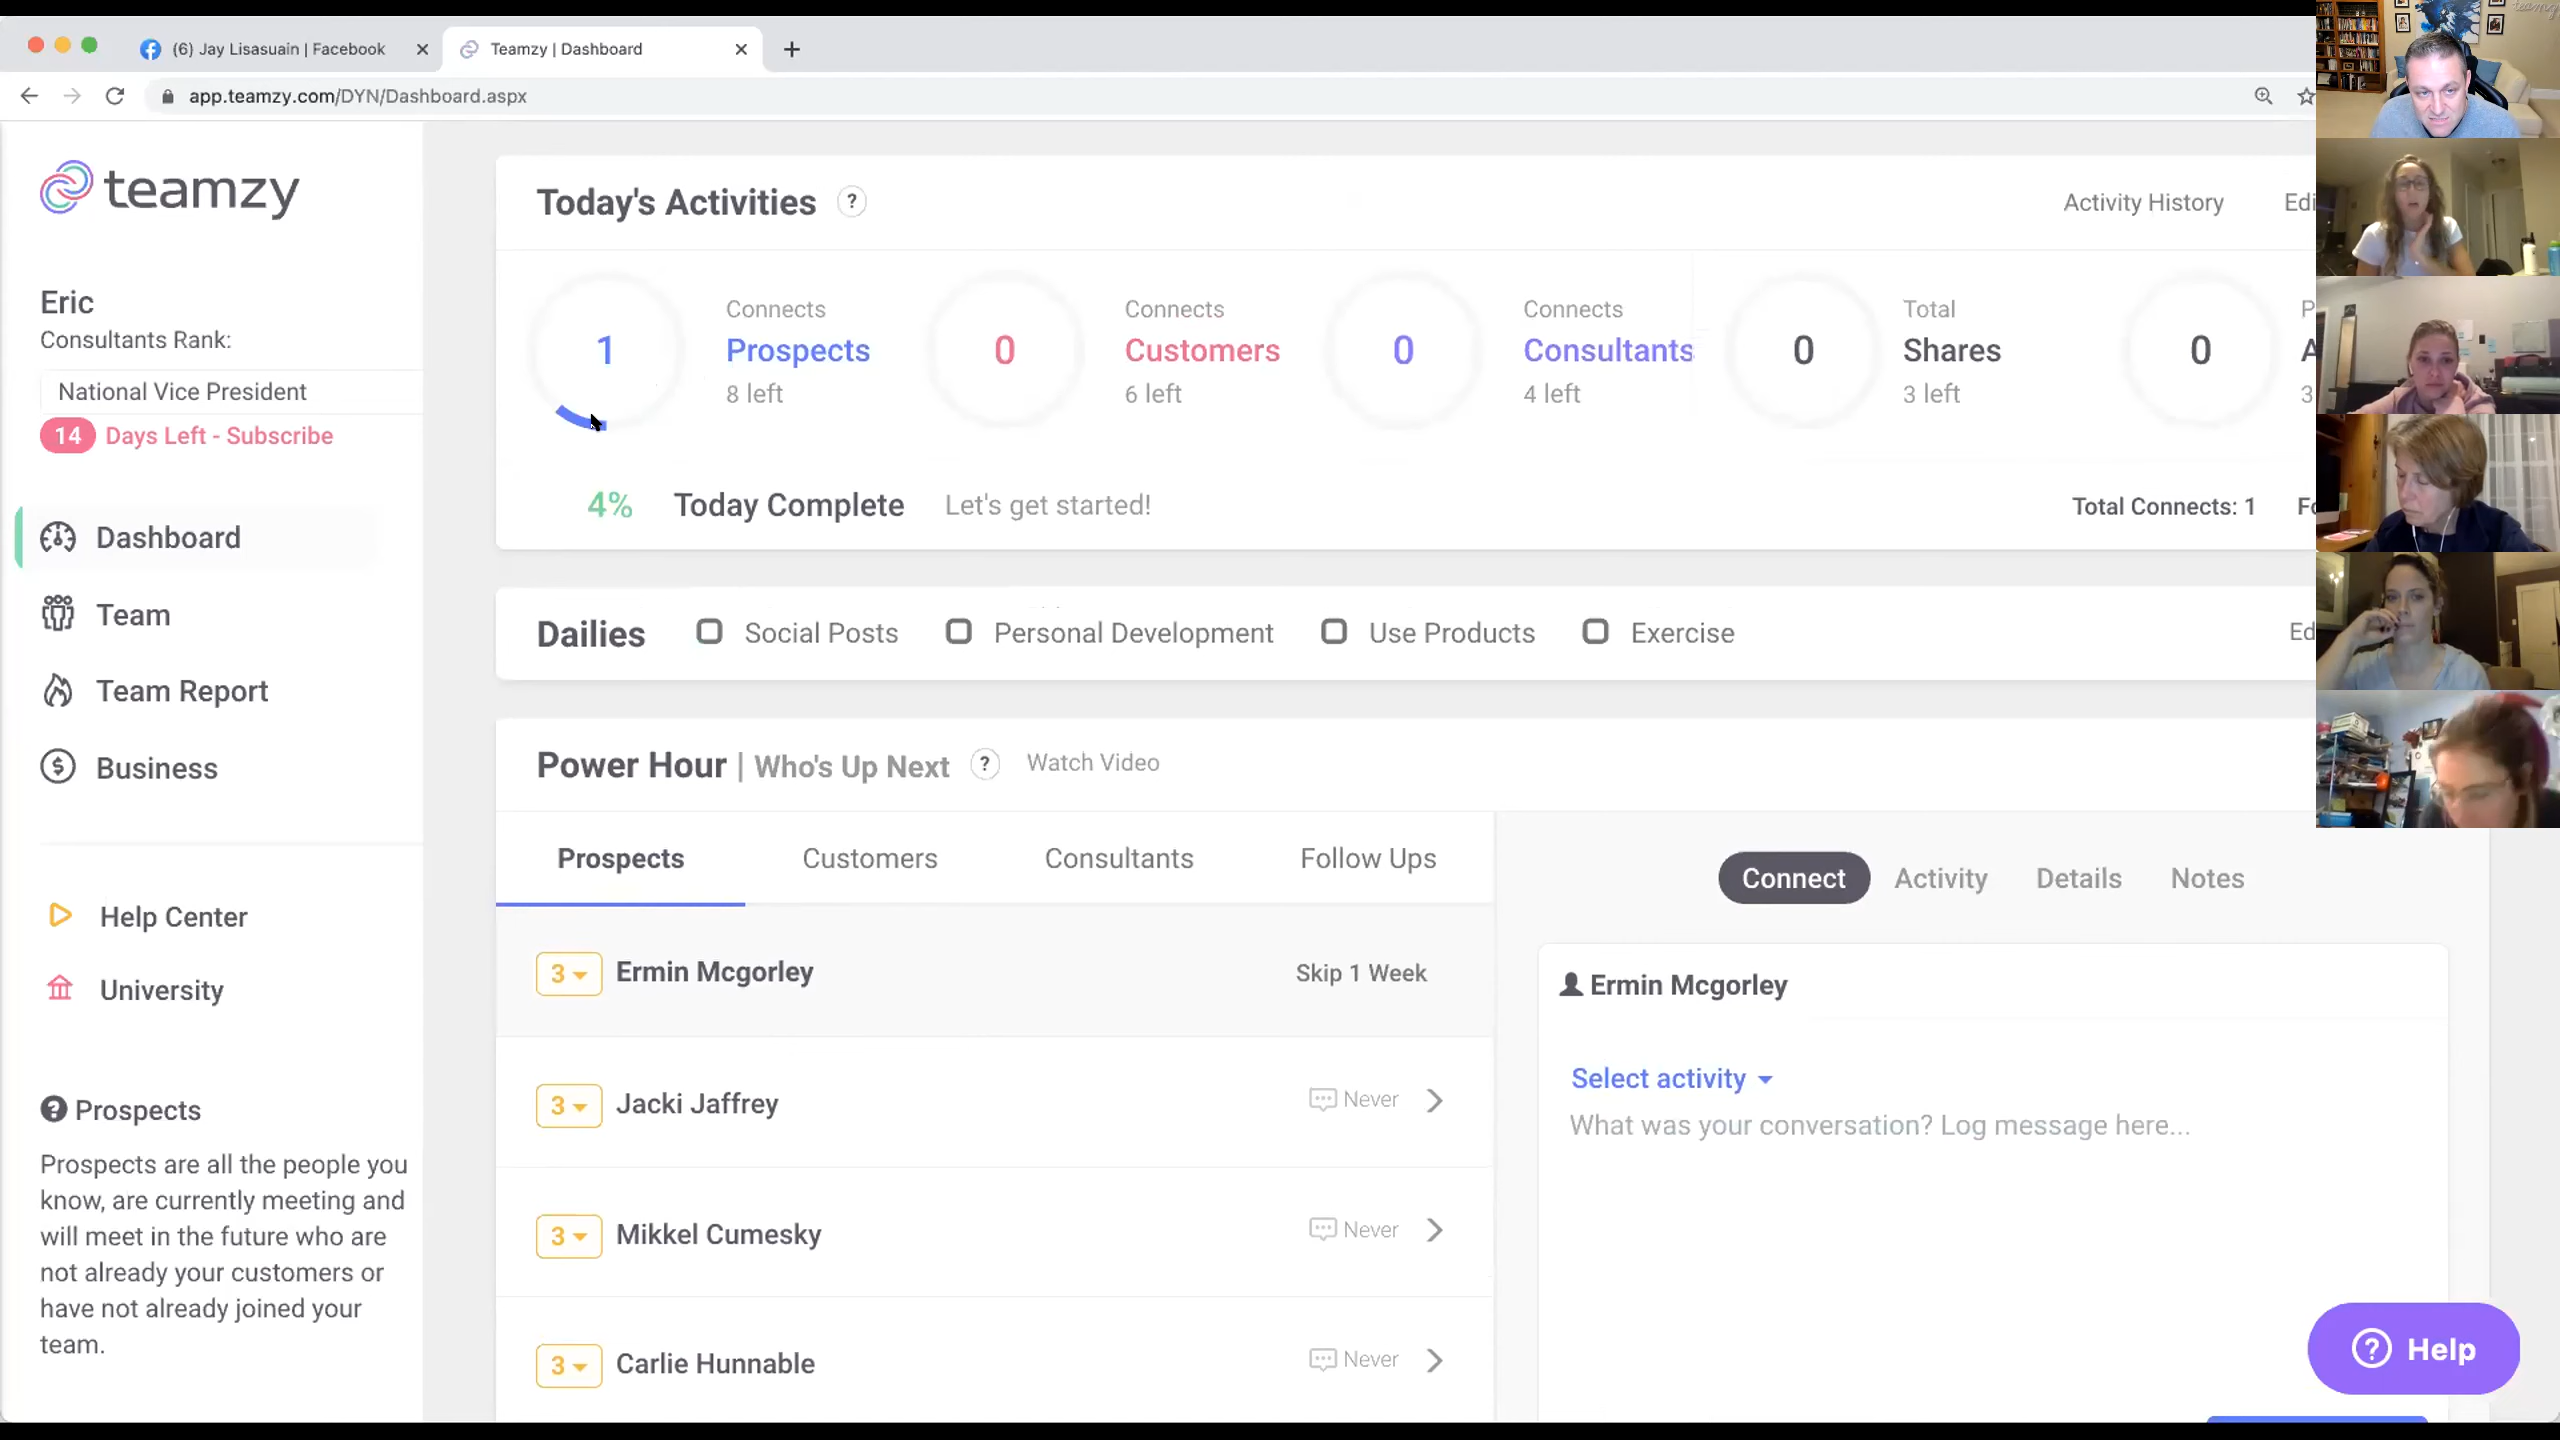 (6) Jay Lisasuain | Facebook
Teamzy | Dashboard
app.teamzy.com/DYN/Dashboard.aspx
teamzy
Eric
Consultants Rank:
National Vice President
14 Days Left - Subscribe
Dashboard
Team
Team Report
Business
Help Center
University
? Prospects
Prospects are all the people you
know, are currently meeting and
will meet in the future who are
not already your customers or
have not already joined your
team.
Today's Activities ?
Activity History
Edi
1
Connects
Prospects
8 left
0
Connects
Customers
6 left
0
Connects
Consultants
4 left
0
Total
Shares
3 left
0
P
A
3
4% Today Complete Let's get started!
Total Connects: 1
Fo
Dailies Social Posts Personal Development Use Products Exercise
Ed
Power Hour | Who's Up Next ? Watch Video
Prospects Customers Consultants Follow Ups
3 Ermin Mcgorley Skip 1 Week
3 Jacki Jaffrey Never
3 Mikkel Cumesky Never
3 Carlie Hunnable Never
Connect Activity Details Notes
Ermin Mcgorley
Select activity
What was your conversation? Log message here...
? Help